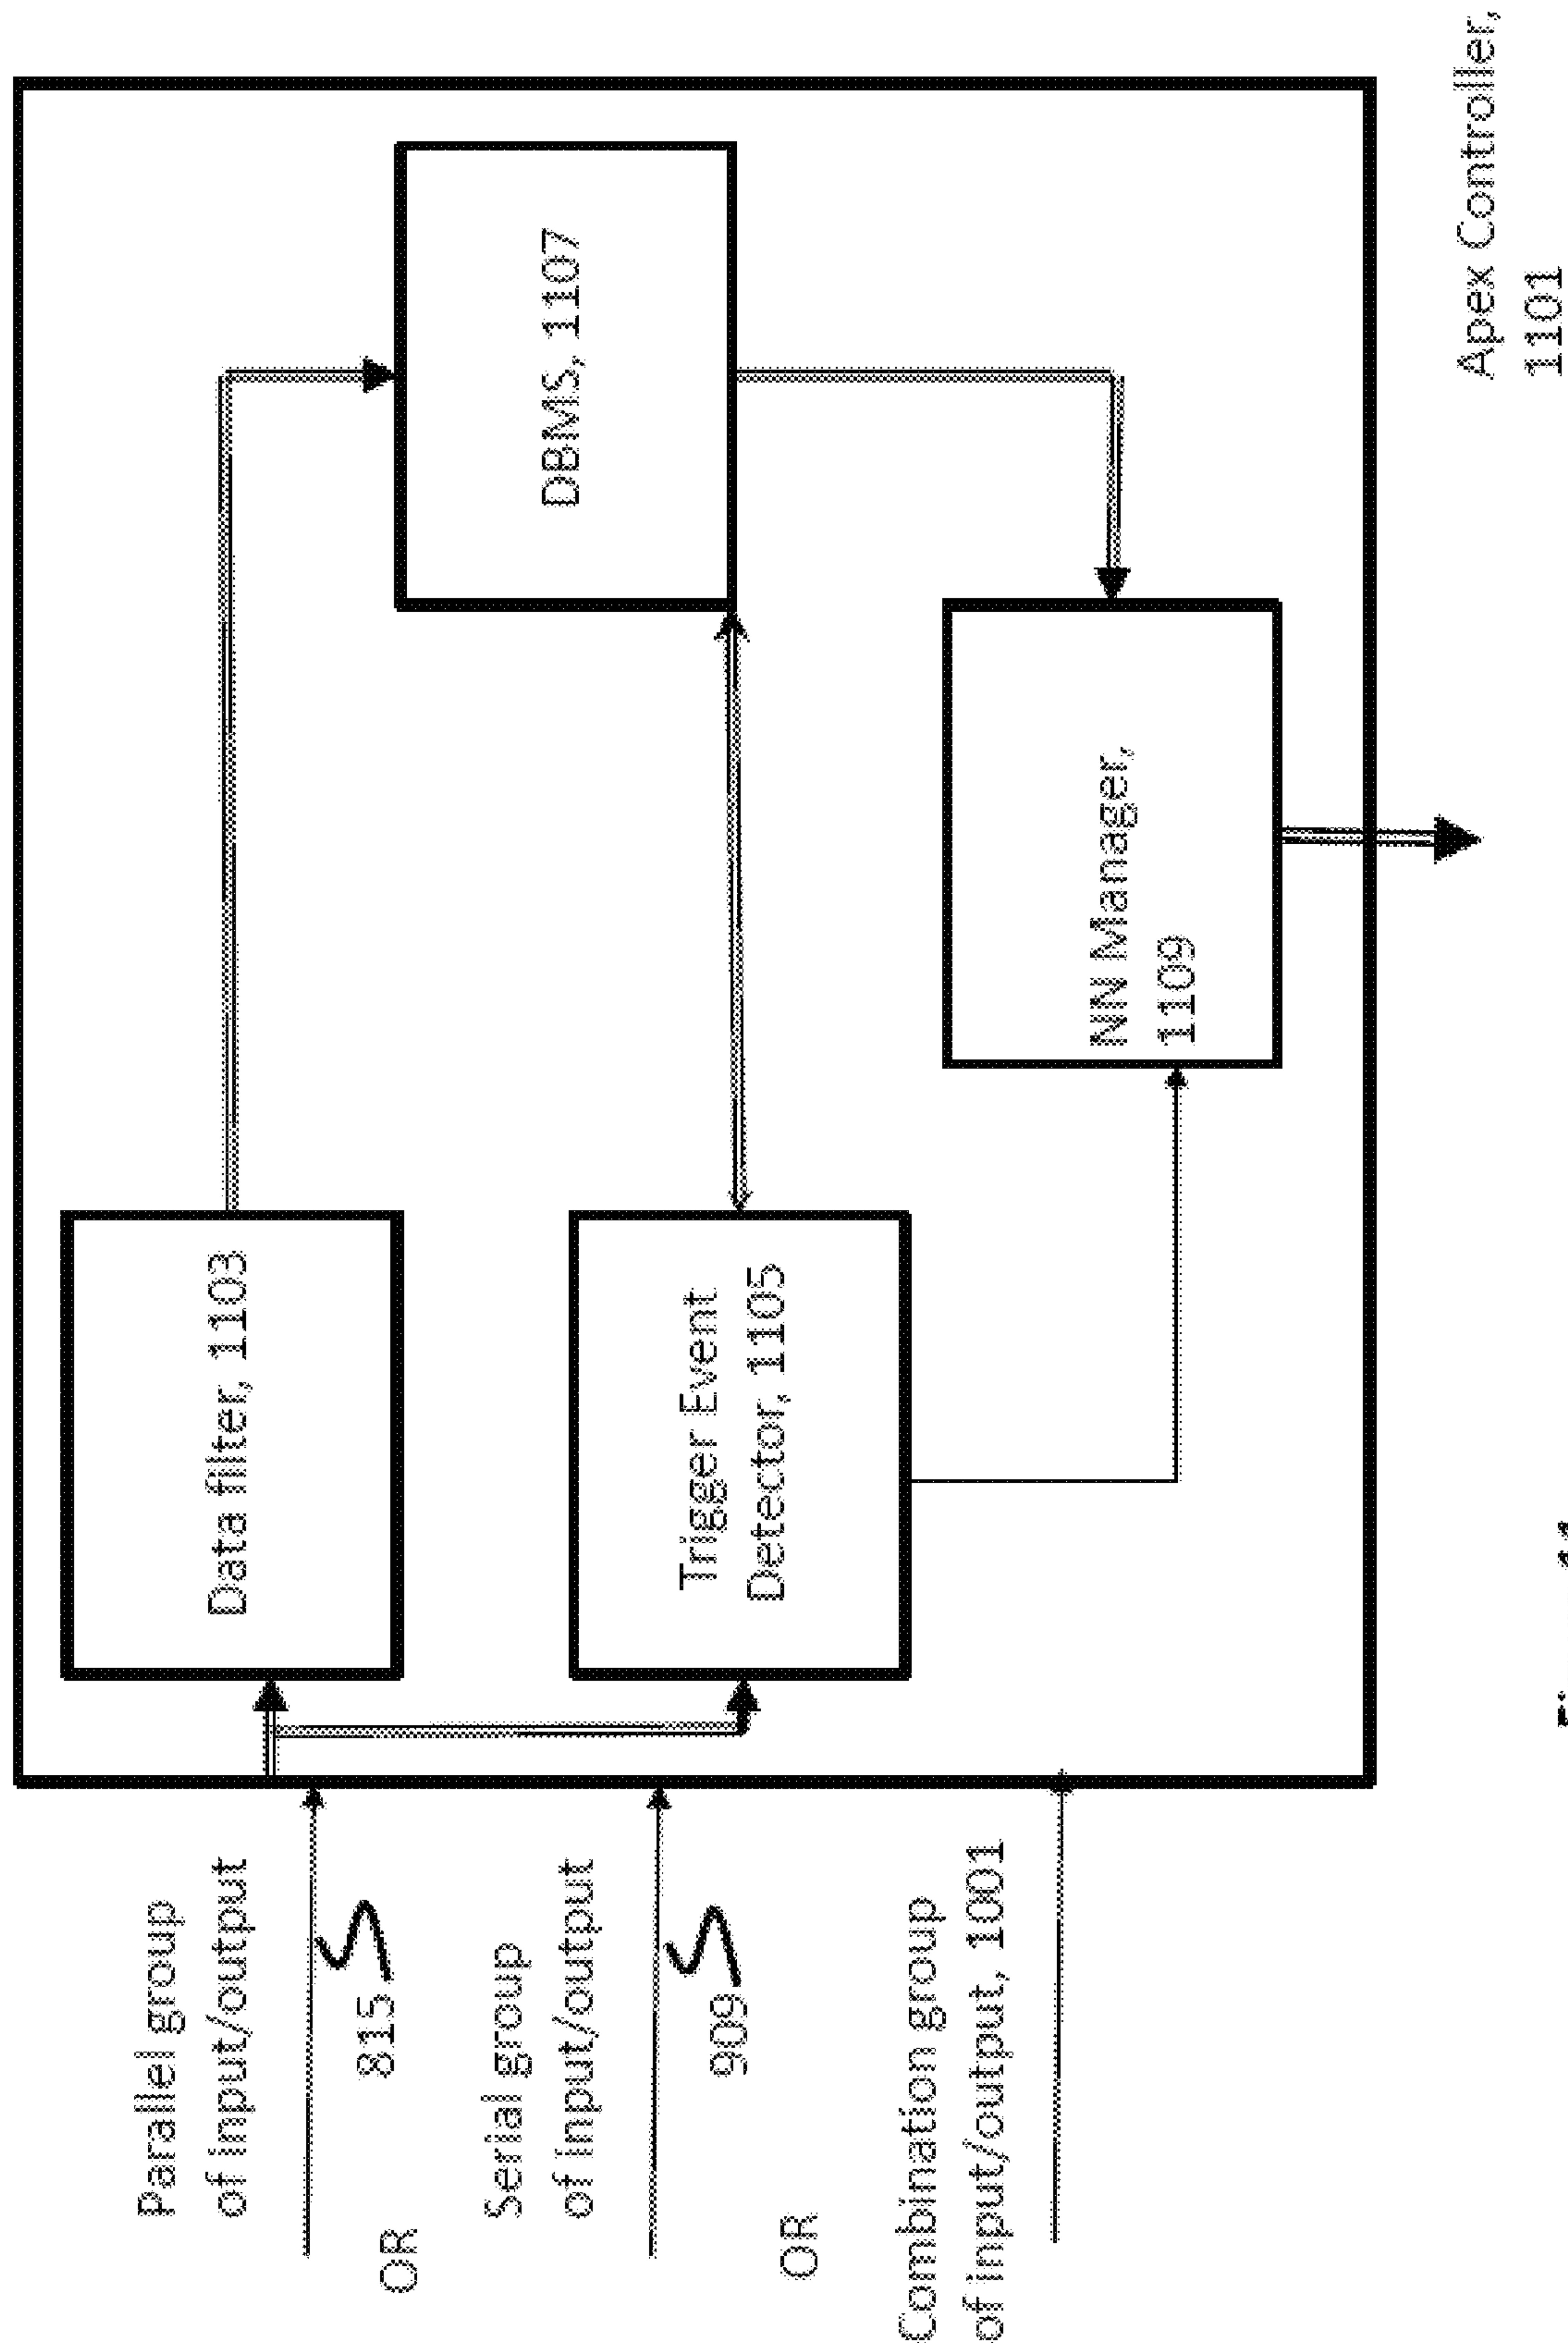 Parallel group
of input/output
815
OR
Serial group
of input/output
909
OR
Combination group
of input/output, 1001
Data filter, 1103
Trigger Event
Detector, 1105
DBMS, 1107
NN Manager,
1109
Apex Controller,
1101